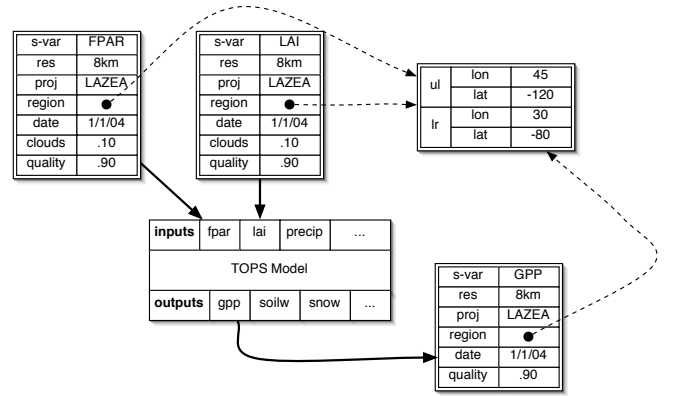 s-var FPAR
res 8km
proj LAZEA
region
date 1/1/04
clouds .10
quality .90
s-var LAI
res 8km
proj LAZEA
region
date 1/1/04
clouds .10
quality .90
ul lon 45
lat -120
lr lon 30
lat -80
inputs fpar lai precip ...
TOPS Model
outputs gpp soilw snow ...
s-var GPP
res 8km
proj LAZEA
region
date 1/1/04
quality .90